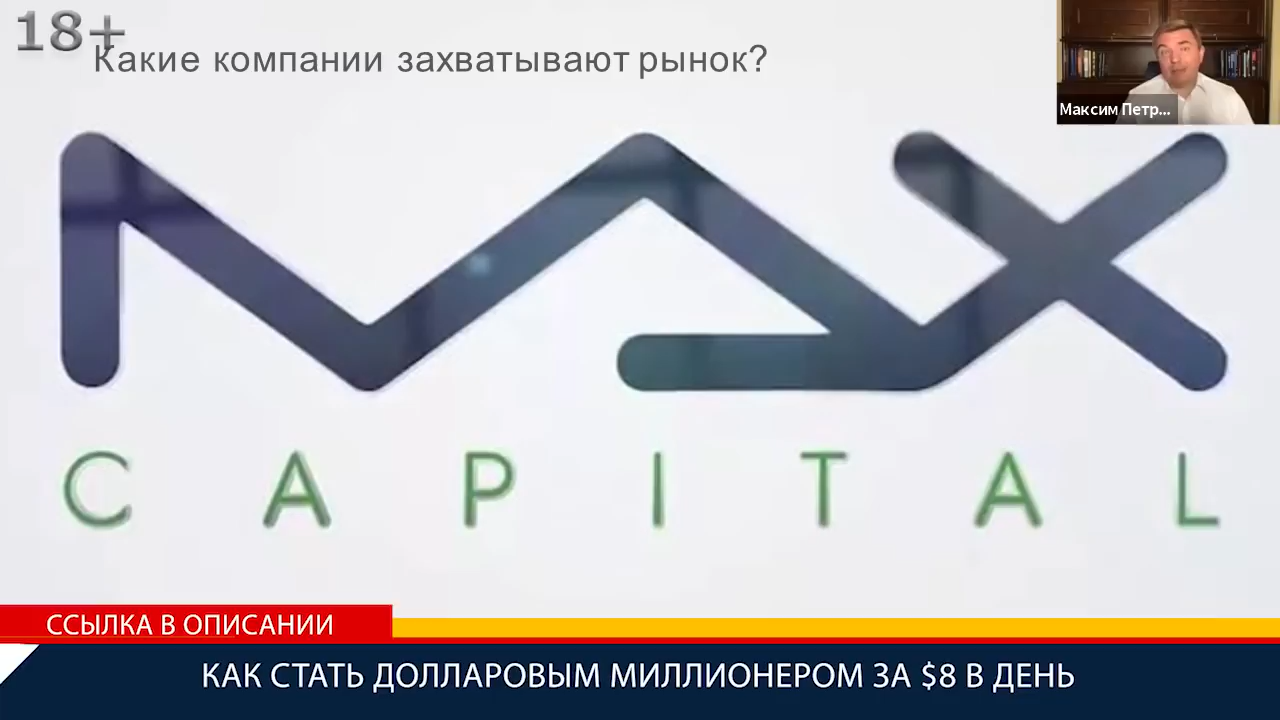 18+
Какие компании захватывают рынок?
Максим Петр...
MAX
CAPITAL
ССЫЛКА В ОПИСАНИИ
КАК СТАТЬ ДОЛЛАРОВЫМ МИЛЛИОНЕРОМ ЗА $8 В ДЕНЬ